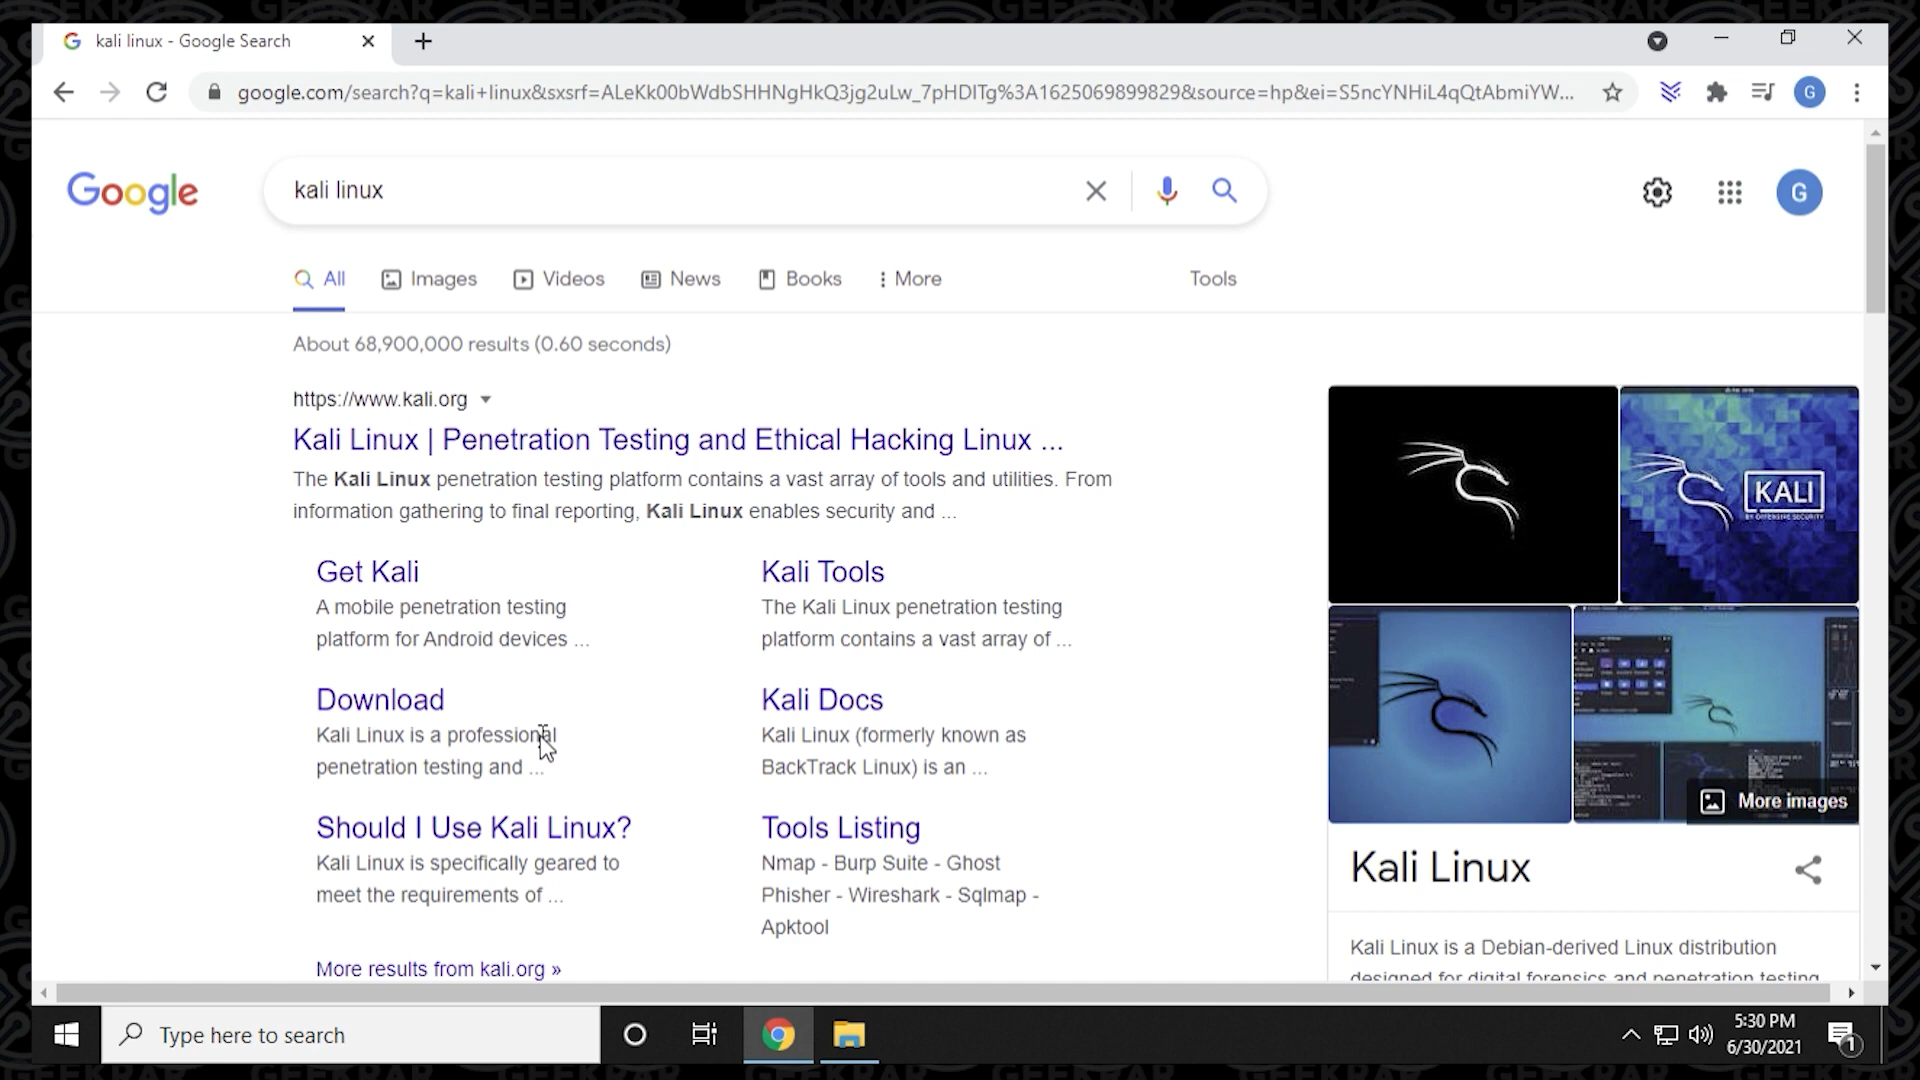 kali linux - Google Search
google.com/search?q=kali+linux&sxsrf=ALeKk00bWdbSHHNgHkQ3jg2uLw_7pHDITg%3A1625069899829&source=hp&ei=S5ncYNHiL4qQtAbmiYW...
G
Google
kali linux
G
All
Images
Videos
News
Books
More
Tools
About 68,900,000 results (0.60 seconds)
https://www.kali.org
Kali Linux | Penetration Testing and Ethical Hacking Linux ...
The Kali Linux penetration testing platform contains a vast array of tools and utilities. From
information gathering to final reporting, Kali Linux enables security and ...
Get Kali
A mobile penetration testing
platform for Android devices ...
Kali Tools
The Kali Linux penetration testing
platform contains a vast array of ...
Download
Kali Linux is a professional
penetration testing and ...
Kali Docs
Kali Linux (formerly known as
BackTrack Linux) is an ...
Should I Use Kali Linux?
Kali Linux is specifically geared to
meet the requirements of ...
Tools Listing
Nmap - Burp Suite - Ghost
Phisher - Wireshark - Sqlmap -
Apktool
More results from kali.org »
KALI
BY OFFENSIVE SECURITY
More images
Kali Linux
Kali Linux is a Debian-derived Linux distribution
designed for digital forensics and penetration testing
Type here to search
5:30 PM
6/30/2021
1